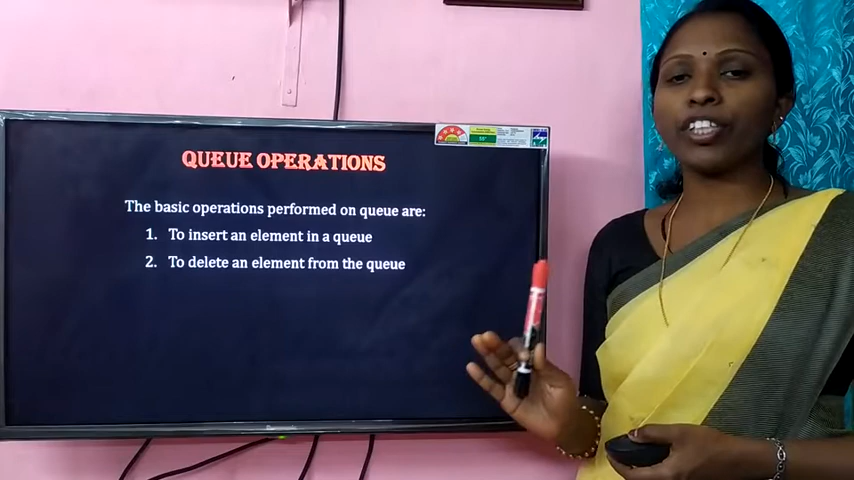 QUEUE OPERATIONS
The basic operations performed on queue are:
1. To insert an element in a queue
2. To delete an element from the queue